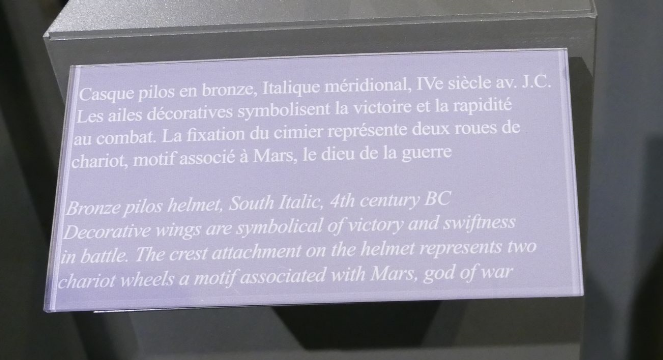 Casque pilos en bronze, Italique méridional, IVe siècle av. J.C.
Les ailes décoratives symbolisent la victoire et la rapidité
au combat. La fixation du cimier représente deux roues de
chariot, motif associé à Mars, le dieu de la guerre
Bronze pilos helmet, South Italic, 4th century BC
Decorative wings are symbolical of victory and swiftness
in battle. The crest attachment on the helmet represents two
chariot wheels a motif associated with Mars, god of war